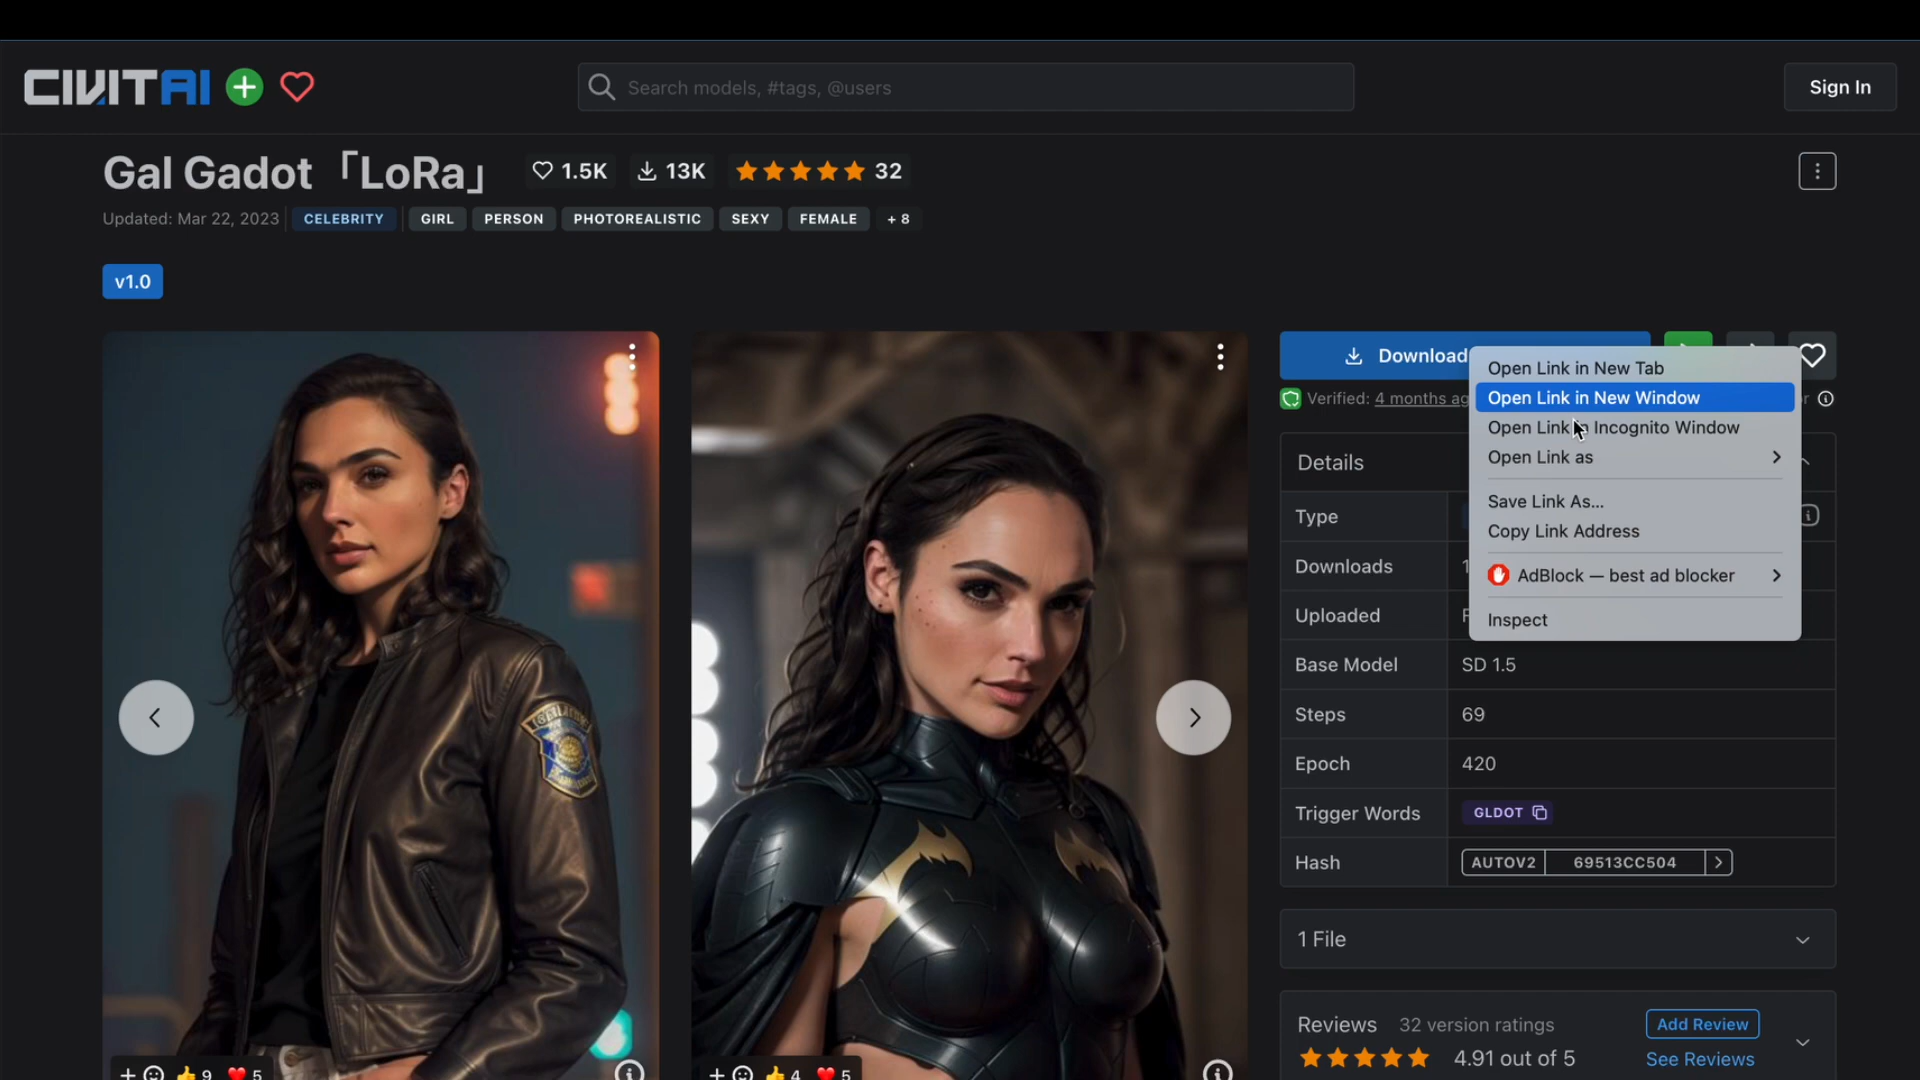 CIVITAI
Search models, #tags, @users
Sign In
Gal Gadot 「LoRa」 1.5K 13K 32
Updated: Mar 22, 2023 CELEBRITY GIRL PERSON PHOTOREALISTIC SEXY FEMALE + 8
v1.0
Download
Verified: 4 months ag
Open Link in New Tab
Open Link in New Window
Open Link Incognito Window
Open Link as
Save Link As...
Copy Link Address
AdBlock — best ad blocker
Inspect
Details
Type
Downloads 1
Uploaded F
Base Model SD 1.5
Steps 69
Epoch 420
Trigger Words GLDOT
Hash AUTOV2 69513CC504
1 File
Reviews 32 version ratings Add Review
4.91 out of 5 See Reviews
+ 9 5
+ 4 5